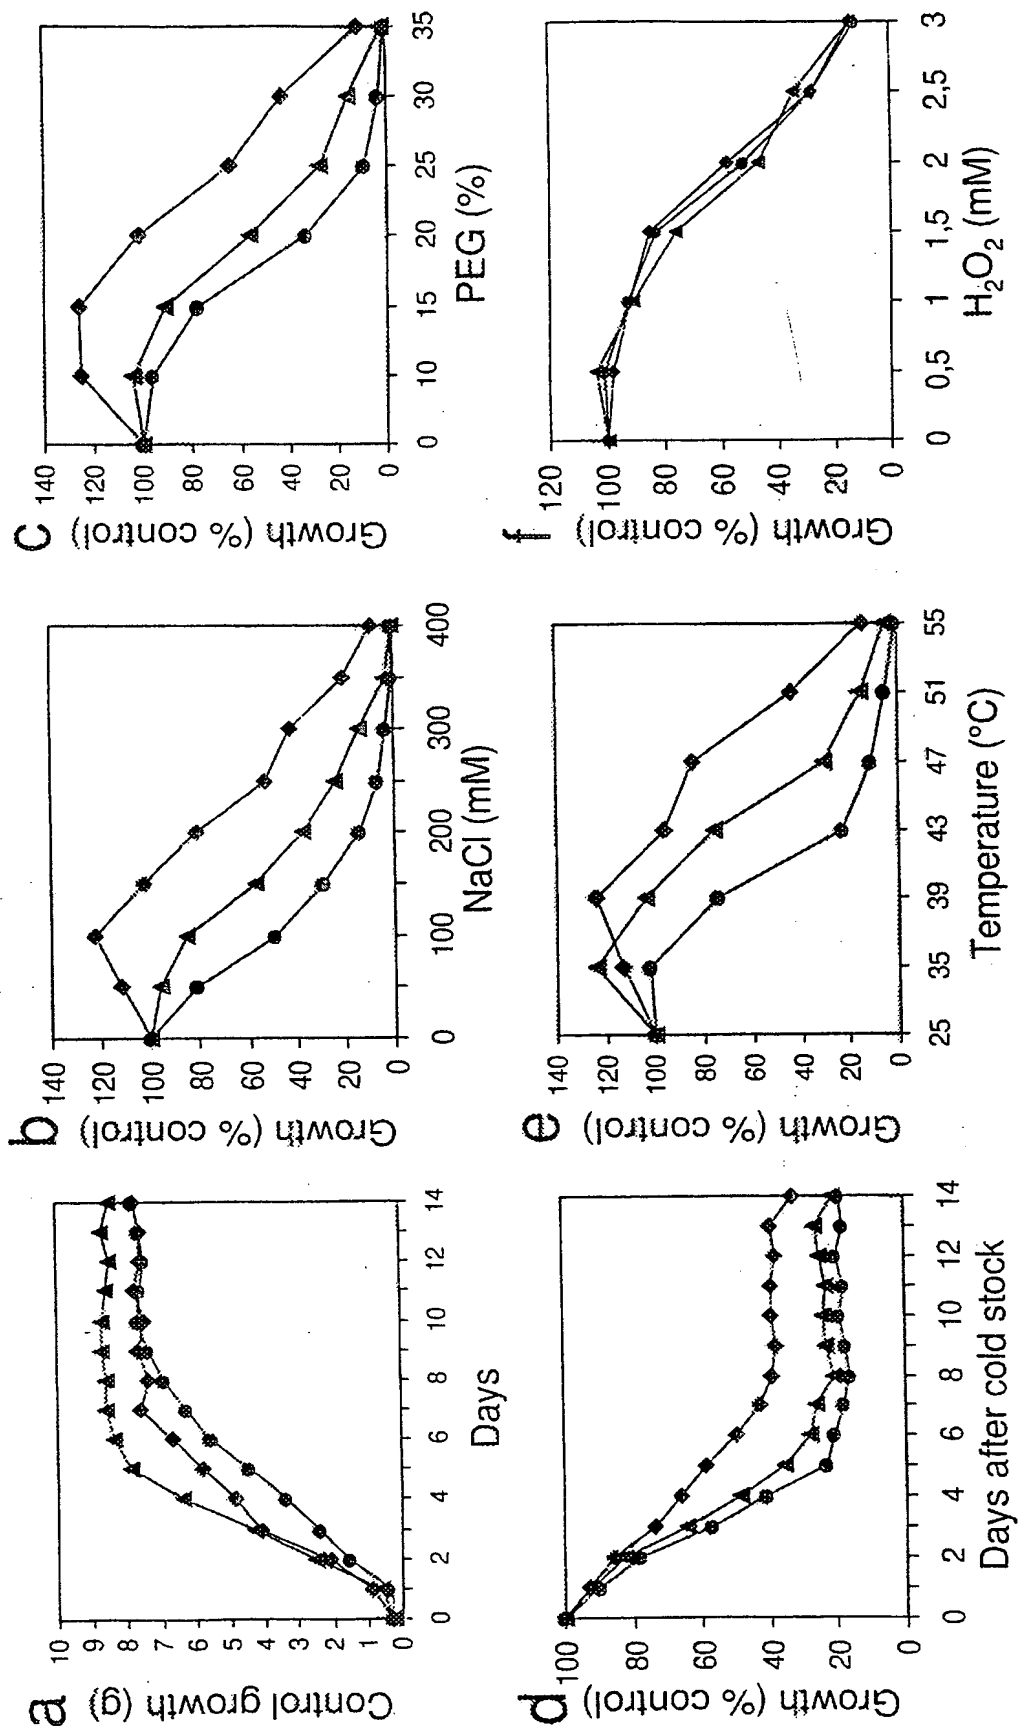 a
Control growth (g)
10
9
8
7
6
5
4
3
2
1
0
0 2 4 6 8 10 12 14
Days
b
Growth (% control)
140
120
100
80
60
40
20
0
0 100 200 300 400
NaCl (mM)
c
Growth (% control)
140
120
100
80
60
40
20
0
0 10 15 20 25 30 35
PEG (%)
d
Growth (% control)
100
80
60
40
20
0
0 2 4 6 8 10 12 14
Days after cold stock
e
Growth (% control)
140
120
100
80
60
40
20
0
25 35 39 43 47 51 55
Temperature (°C)
f
Growth (% control)
120
100
80
60
40
20
0
0 0,5 1 1,5 2 2,5 3
H₂O₂ (mM)